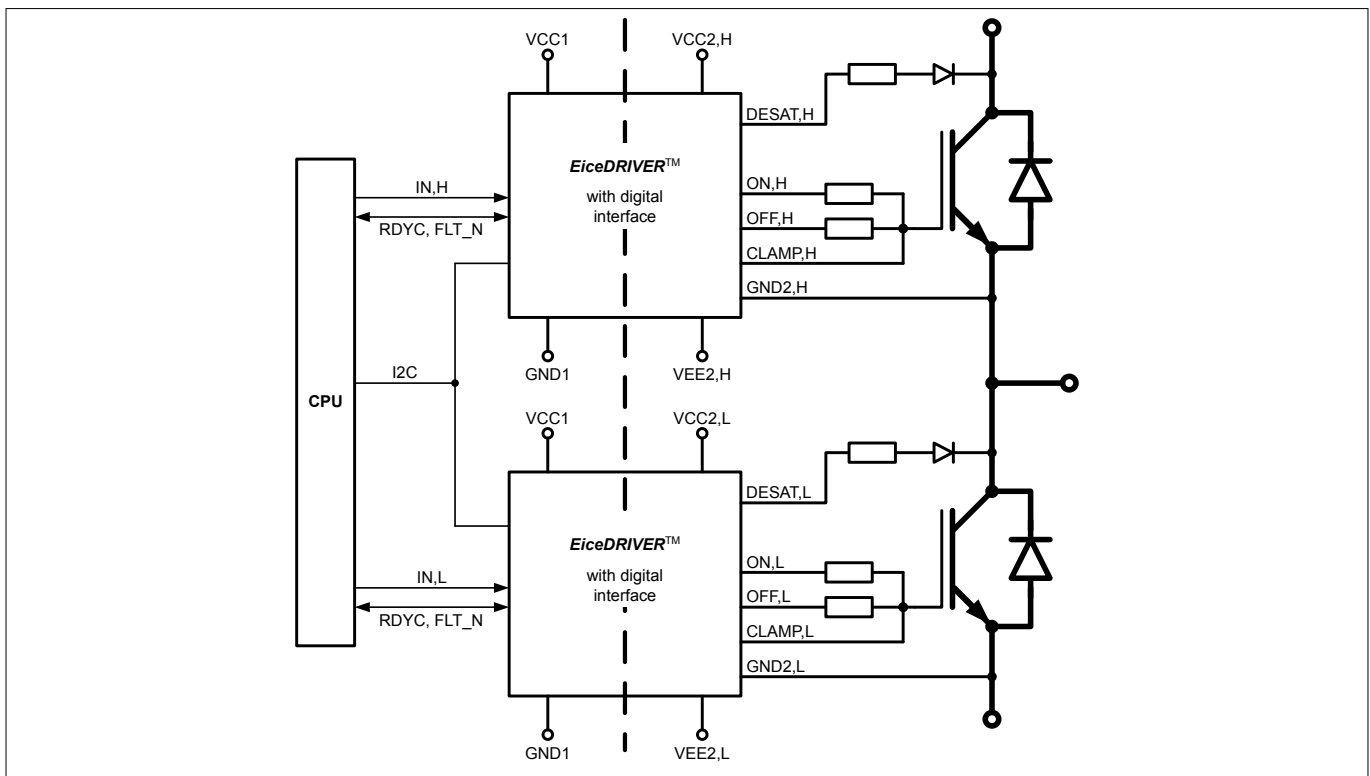 VCC1
VCC2,H
DESAT,H
EiceDRIVER™
with digital
interface
IN,H
ON,H
RDYC, FLT_N
OFF,H
CLAMP,H
GND2,H
GND1
VEE2,H
I2C
CPU
VCC1
VCC2,L
DESAT,L
EiceDRIVER™
with digital
interface
IN,L
ON,L
RDYC, FLT_N
OFF,L
CLAMP,L
GND2,L
GND1
VEE2,L